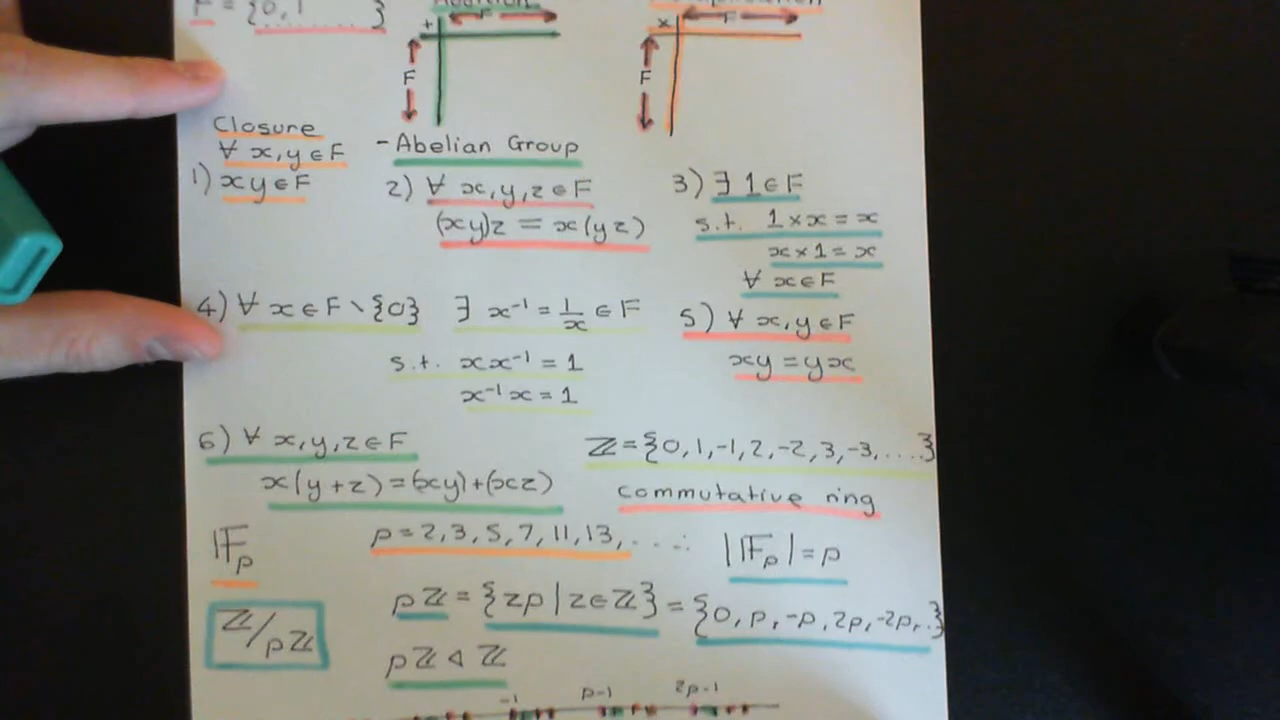 F = {0, 1 ......}
+ F
× F
F
F
Closure
∀ x, y ∈ F
- Abelian Group
1) xy ∈ F
2) ∀ x, y, z ∈ F
3) ∃ 1 ∈ F
(xy)z = x(yz)
s.t. 1 × x = x
x × 1 = x
∀ x ∈ F
4) ∀ x ∈ F \ {0} ∃ x⁻¹ = 1/x ∈ F
5) ∀ x, y ∈ F
s.t. xx⁻¹ = 1
xy = yx
x⁻¹x = 1
6) ∀ x, y, z ∈ F
ℤ = {0, 1, -1, 2, -2, 3, -3, ....}
x(y + z) = (xy) + (xz)
commutative ring
𝔽p
p = 2, 3, 5, 7, 11, 13, ....
|𝔽p| = p
pℤ = {zp | z ∈ ℤ} = {0, p, -p, 2p, -2p, ..}
ℤ/pℤ
pℤ ◁ ℤ
-1 p-1 2p-1